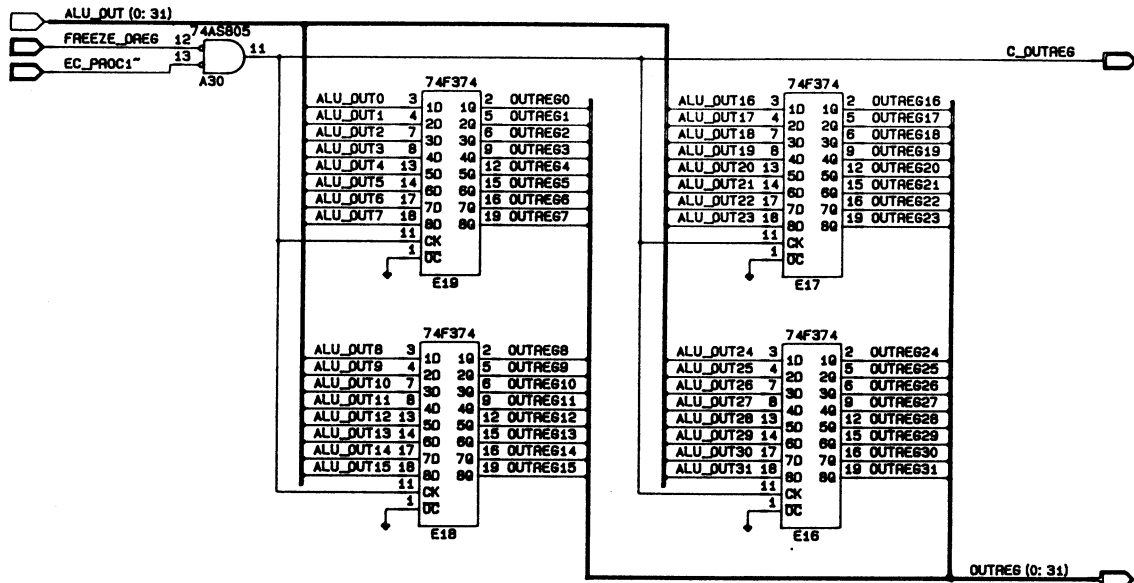 ALU_OUT (0: 31)
74AS805
FREEZE_OREG 12
11
C_OUTREG
EC_PROC1~ 13
A30
74F374
ALU_OUT0 3 1D 1Q 2 OUTREG0
ALU_OUT1 4 2D 2Q 5 OUTREG1
ALU_OUT2 7 3D 3Q 6 OUTREG2
ALU_OUT3 8 4D 4Q 9 OUTREG3
ALU_OUT4 13 5D 5Q 12 OUTREG4
ALU_OUT5 14 6D 6Q 15 OUTREG5
ALU_OUT6 17 7D 7Q 16 OUTREG6
ALU_OUT7 18 8D 8Q 19 OUTREG7
11 CK
1 OC
E19
74F374
ALU_OUT16 3 1D 1Q 2 OUTREG16
ALU_OUT17 4 2D 2Q 5 OUTREG17
ALU_OUT18 7 3D 3Q 6 OUTREG18
ALU_OUT19 8 4D 4Q 9 OUTREG19
ALU_OUT20 13 5D 5Q 12 OUTREG20
ALU_OUT21 14 6D 6Q 15 OUTREG21
ALU_OUT22 17 7D 7Q 16 OUTREG22
ALU_OUT23 18 8D 8Q 19 OUTREG23
11 CK
1 OC
E17
74F374
ALU_OUT8 3 1D 1Q 2 OUTREG8
ALU_OUT9 4 2D 2Q 5 OUTREG9
ALU_OUT10 7 3D 3Q 6 OUTREG10
ALU_OUT11 8 4D 4Q 9 OUTREG11
ALU_OUT12 13 5D 5Q 12 OUTREG12
ALU_OUT13 14 6D 6Q 15 OUTREG13
ALU_OUT14 17 7D 7Q 16 OUTREG14
ALU_OUT15 18 8D 8Q 19 OUTREG15
11 CK
1 OC
E18
74F374
ALU_OUT24 3 1D 1Q 2 OUTREG24
ALU_OUT25 4 2D 2Q 5 OUTREG25
ALU_OUT26 7 3D 3Q 6 OUTREG26
ALU_OUT27 8 4D 4Q 9 OUTREG27
ALU_OUT28 13 5D 5Q 12 OUTREG28
ALU_OUT29 14 6D 6Q 15 OUTREG29
ALU_OUT30 17 7D 7Q 16 OUTREG30
ALU_OUT31 18 8D 8Q 19 OUTREG31
11 CK
1 OC
E16
OUTREG (0: 31)